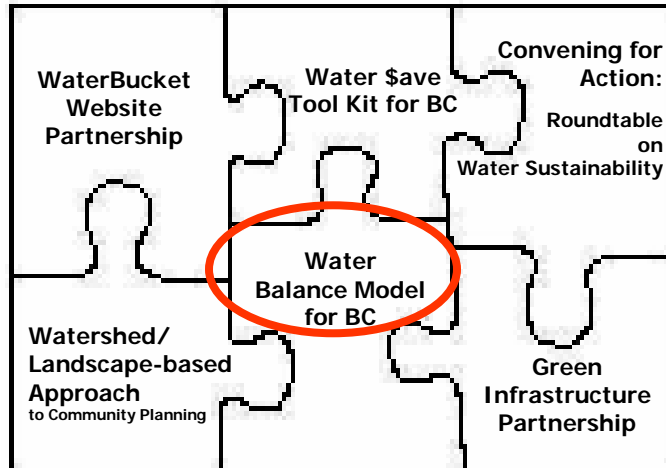 WaterBucket
Website
Partnership
Water $ave
Tool Kit for BC
Convening for
Action:
Roundtable
on
Water Sustainability
Watershed/
Landscape-based
Approach
to Community Planning
Water
Balance Model
for BC
Green
Infrastructure
Partnership